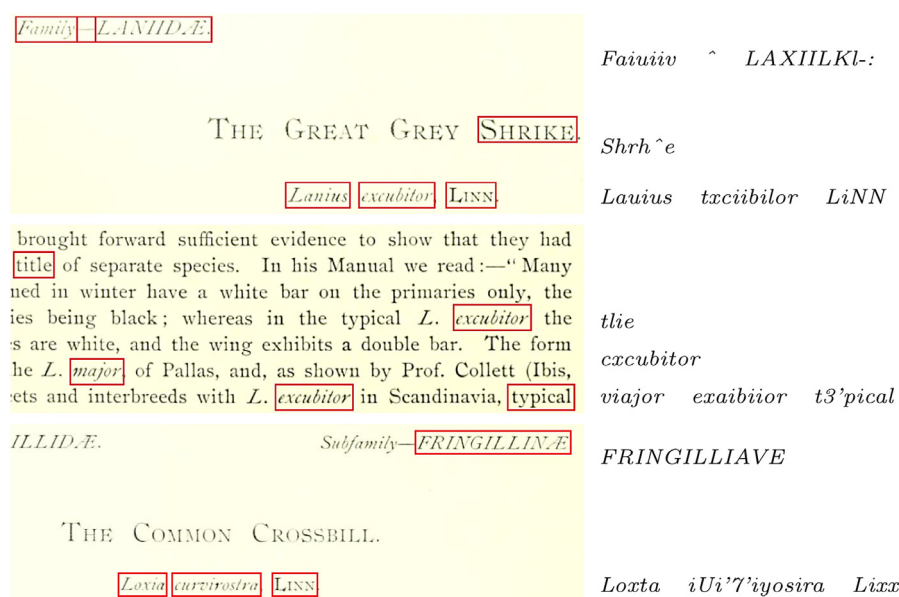 Family—LANIIDÆ.
Faiuiiv ˆ LAXIILKl-:
THE GREAT GREY SHRIKE.
Shrhˆe
Lanius excubitor, LINN.
Lauius txciibilor LiNN
brought forward sufficient evidence to show that they had
title of separate species. In his Manual we read:—“Many
ned in winter have a white bar on the primaries only, the
ies being black; whereas in the typical L. excubitor the
tlie
s are white, and the wing exhibits a double bar. The form
cxcubitor
he L. major, of Pallas, and, as shown by Prof. Collett (Ibis,
ets and interbreeds with L. excubitor in Scandinavia, typical
viajor exaibiior t3’pical
ILLIDÆ. Subfamily—FRINGILLINÆ
FRINGILLIAVE
THE COMMON CROSSBILL.
Loxia curvirostra, LINN.
Loxta iUi’7’iyosira Lixx